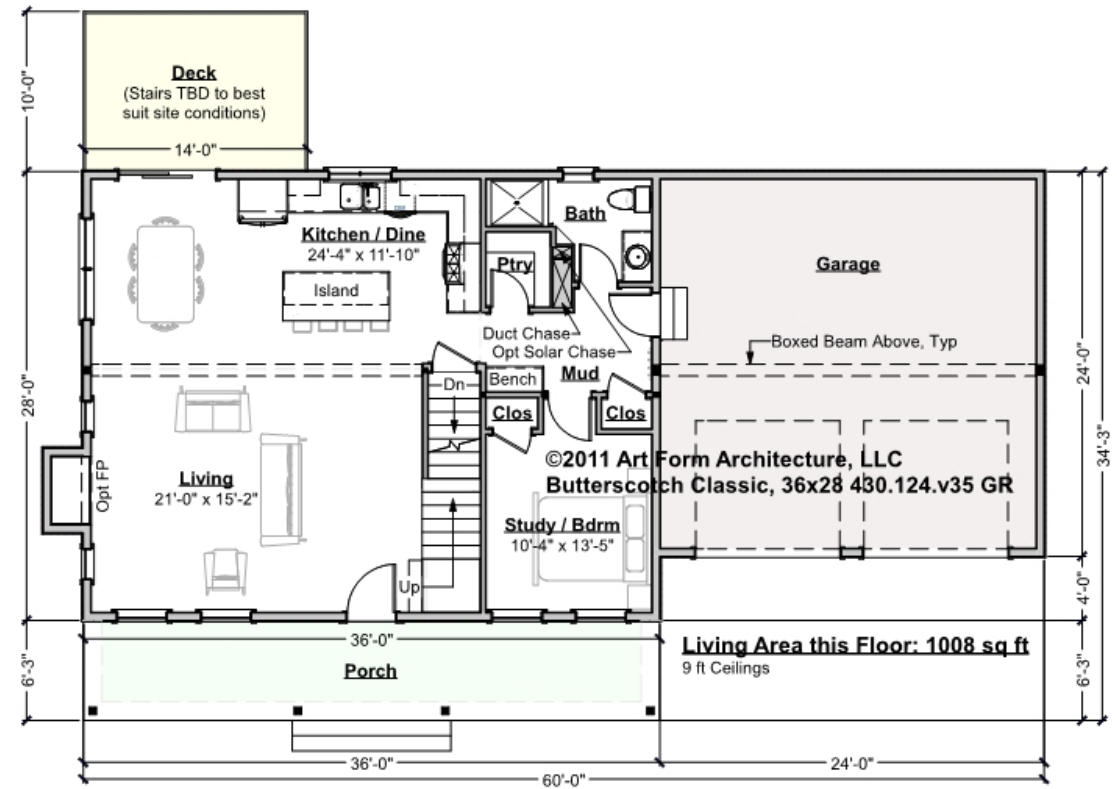 Deck
(Stairs TBD to best
suit site conditions)
10'-0"
14'-0"
Kitchen / Dine
24'-4" x 11'-10"
Island
Bath
Ptry
Garage
Duct Chase
Opt Solar Chase
Boxed Beam Above, Typ
Mud
Dn
Bench
Clos
Clos
28'-0"
24'-0"
34'-3"
Opt FP
Living
21'-0" x 15'-2"
©2011 Art Form Architecture, LLC
Butterscotch Classic, 36x28 430.124.v35 GR
Study / Bdrm
10'-4" x 13'-5"
Up
4'-0"
36'-0"
Porch
6'-3"
Living Area this Floor: 1008 sq ft
9 ft Ceilings
6'-3"
36'-0"
24'-0"
60'-0"